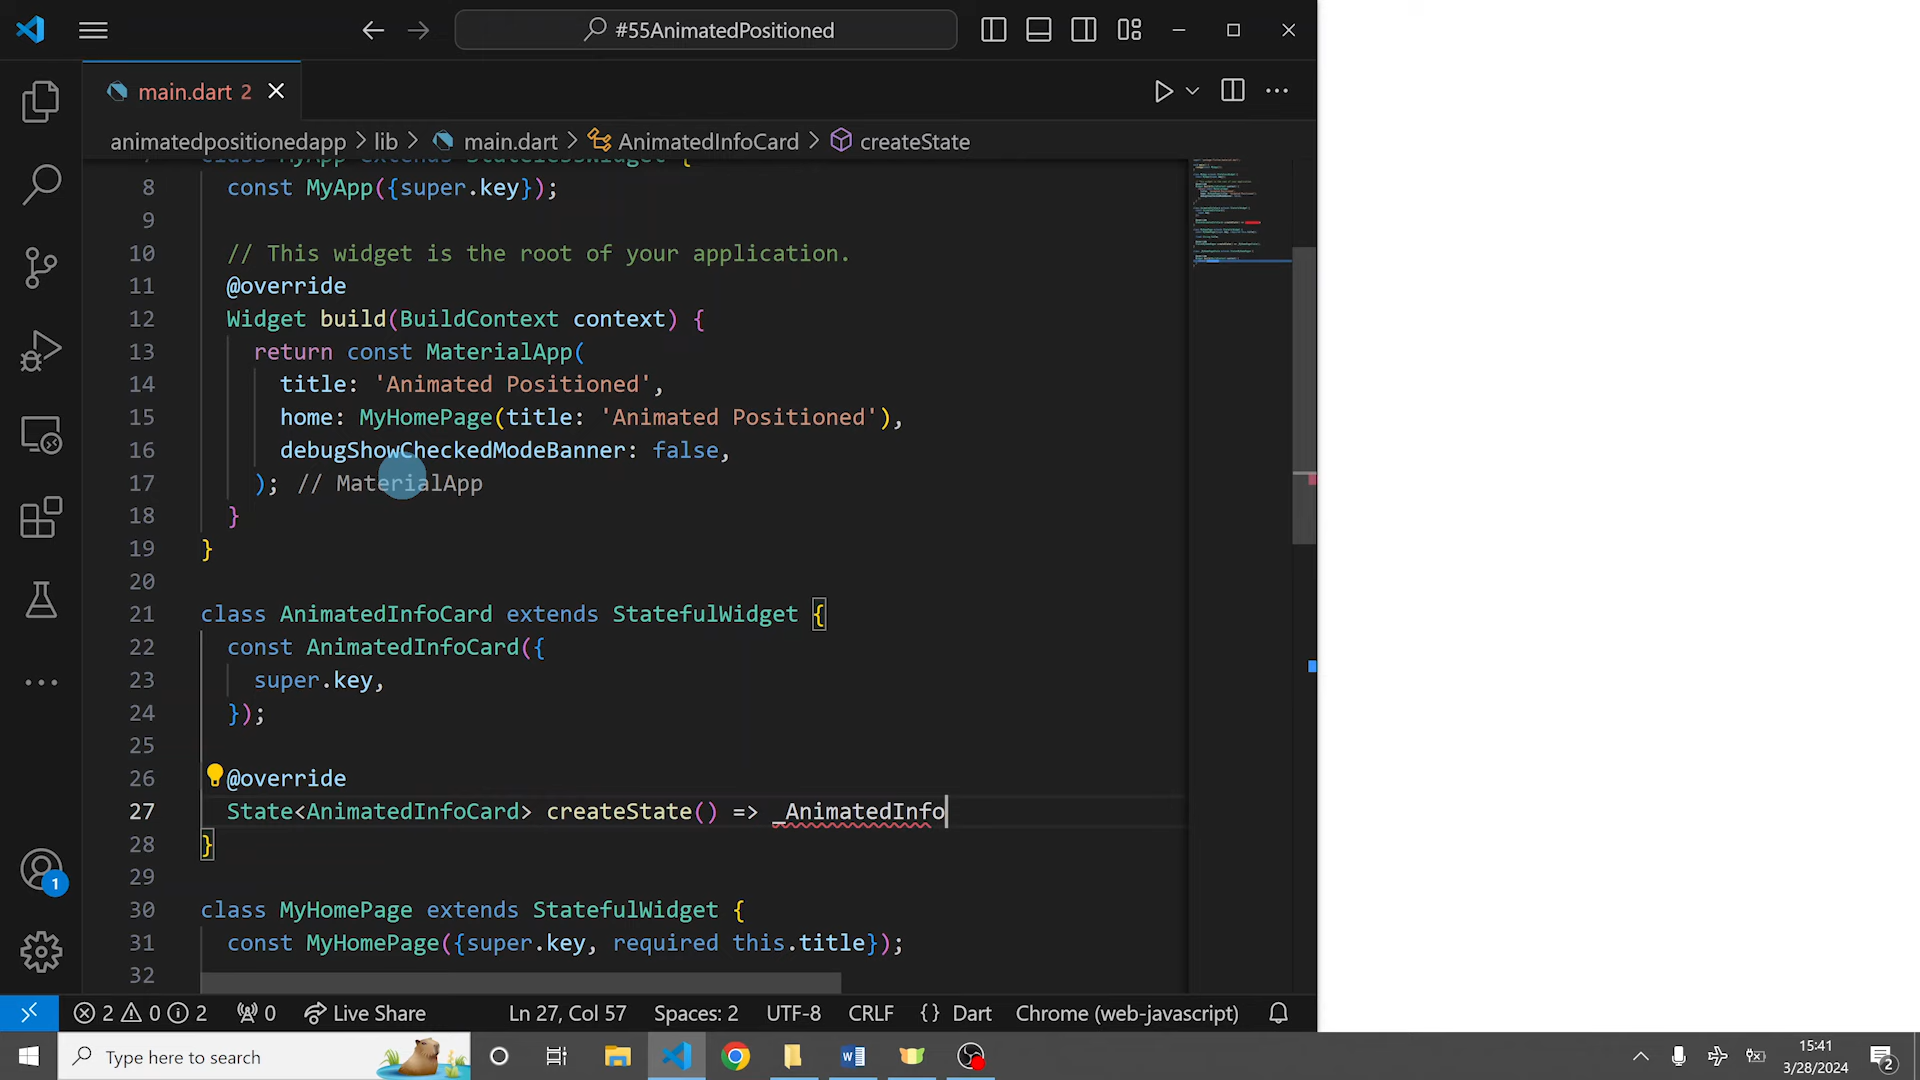 #55AnimatedPositioned
main.dart 2
animatedpositionedapp > lib > main.dart > AnimatedInfoCard > createState
class MyApp extends StatelessWidget {
8 const MyApp({super.key});
9
10 // This widget is the root of your application.
11 @override
12 Widget build(BuildContext context) {
13 return const MaterialApp(
14 title: 'Animated Positioned',
15 home: MyHomePage(title: 'Animated Positioned'),
16 debugShowCheckedModeBanner: false,
17 ); // MaterialApp
18 }
19 }
20
21 class AnimatedInfoCard extends StatefulWidget {
22 const AnimatedInfoCard({
23 super.key,
24 });
25
26 @override
27 State<AnimatedInfoCard> createState() => _AnimatedInfo
28 }
29
30 class MyHomePage extends StatefulWidget {
31 const MyHomePage({super.key, required this.title});
32
1
2 0 2 0 Live Share Ln 27, Col 57 Spaces: 2 UTF-8 CRLF {} Dart Chrome (web-javascript)
Type here to search
15:41
3/28/2024
2